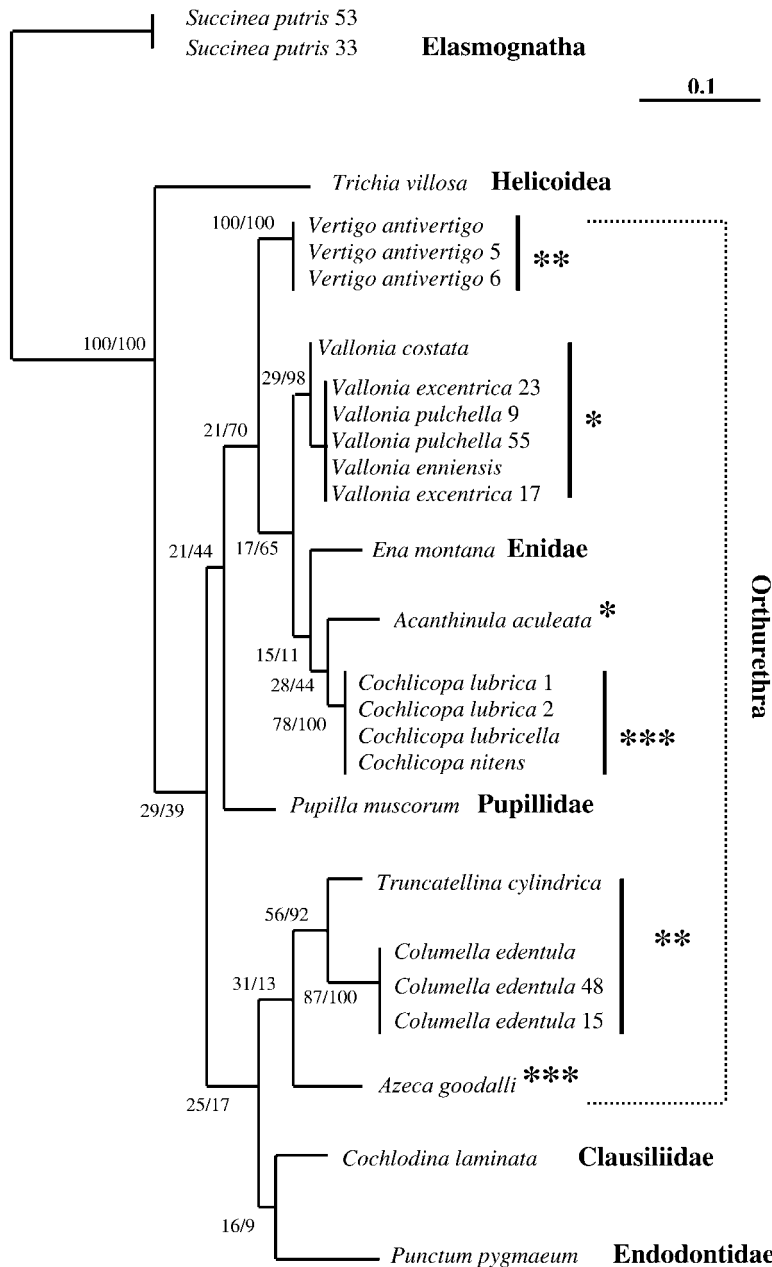 Succinea putris 53
Succinea putris 33
Elasmognatha
0.1
Trichia villosa Helicoidea
100/100
Vertigo antivertigo
Vertigo antivertigo 5
Vertigo antivertigo 6
**
100/100
Vallonia costata
29/98
Vallonia excentrica 23
Vallonia pulchella 9
Vallonia pulchella 55
Vallonia enniensis
Vallonia excentrica 17
*
21/70
17/65
21/44
Ena montana Enidae
Acanthinula aculeata *
15/11
28/44
78/100
Cochlicopa lubrica 1
Cochlicopa lubrica 2
Cochlicopa lubricella
Cochlicopa nitens
***
Orthurethra
29/39
Pupilla muscorum Pupillidae
Truncatellina cylindrica
56/92
**
Columella edentula
Columella edentula 48
Columella edentula 15
31/13
87/100
Azeca goodalli ***
25/17
Cochlodina laminata Clausiliidae
16/9
Punctum pygmaeum Endodontidae